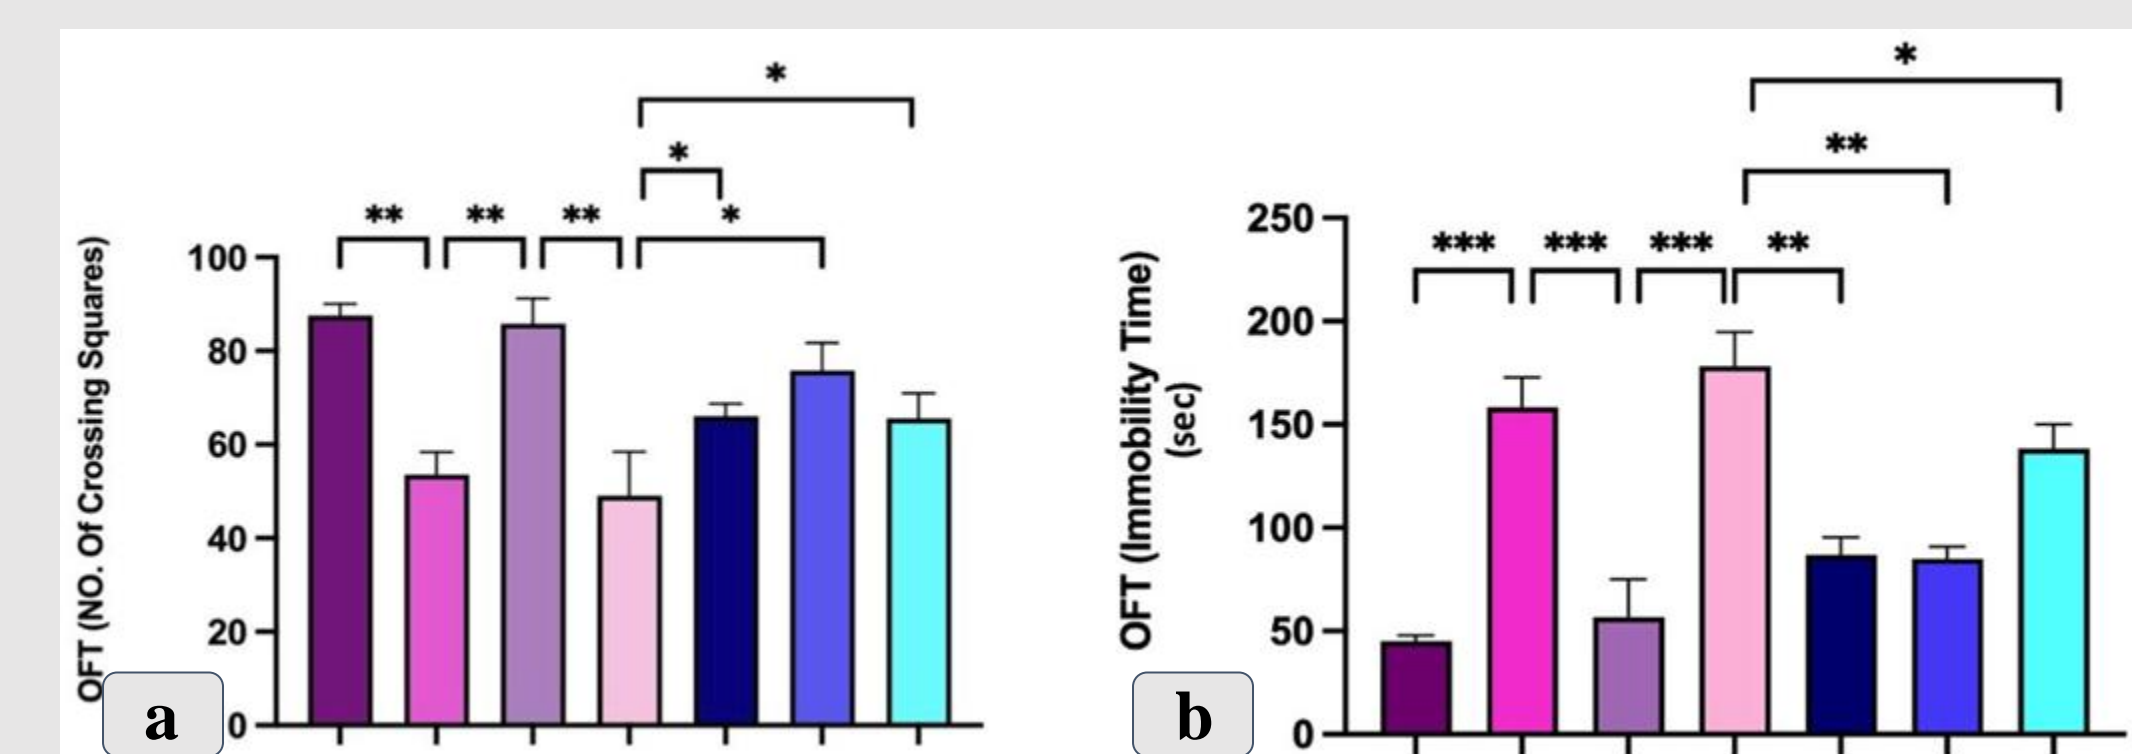 *
*
** ** ** *
100
80
60
40
20
0
OFT (NO. Of Crossing Squares)
a
*
**
*** *** *** **
250
200
150
100
50
0
OFT (Immobility Time)
(sec)
b